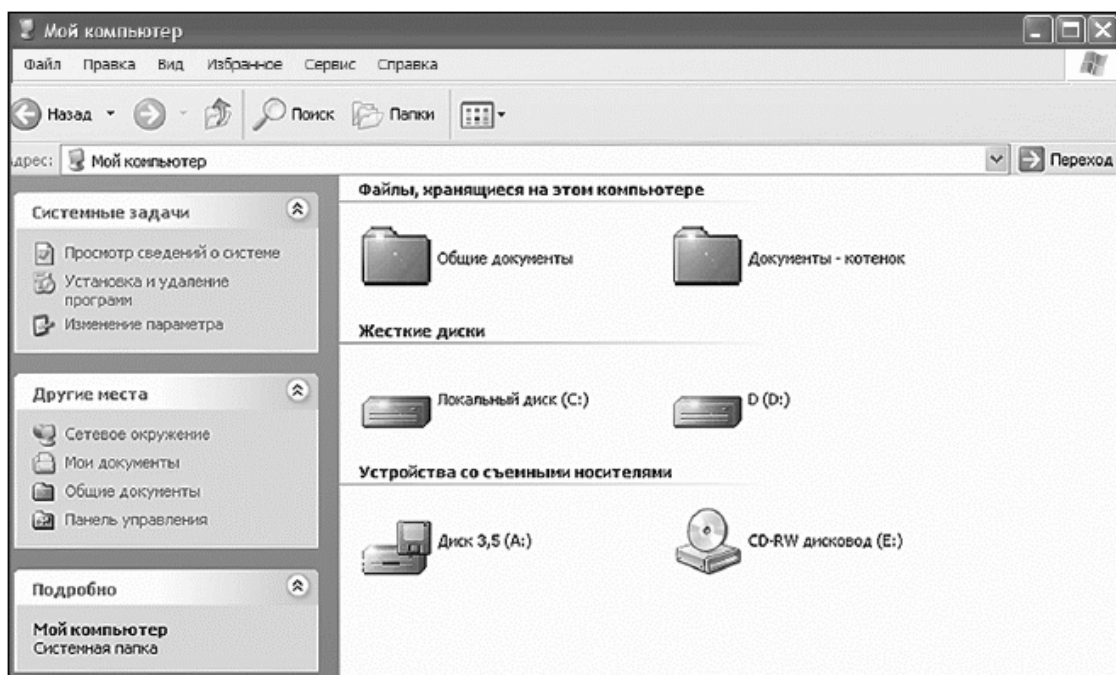 Мой компьютер
Файл Правка Вид Избранное Сервис Справка
Назад Поиск Папки
дрес: Мой компьютер Переход
Системные задачи
Просмотр сведений о системе
Установка и удаление
программ
Изменение параметра
Другие места
Сетевое окружение
Мои документы
Общие документы
Панель управления
Подробно
Мой компьютер
Системная папка
Файлы, хранящиеся на этом компьютере
Общие документы Документы - котенок
Жесткие диски
Локальный диск (C:) D (D:)
Устройства со съемными носителями
Диск 3,5 (A:) CD-RW дисковод (E:)